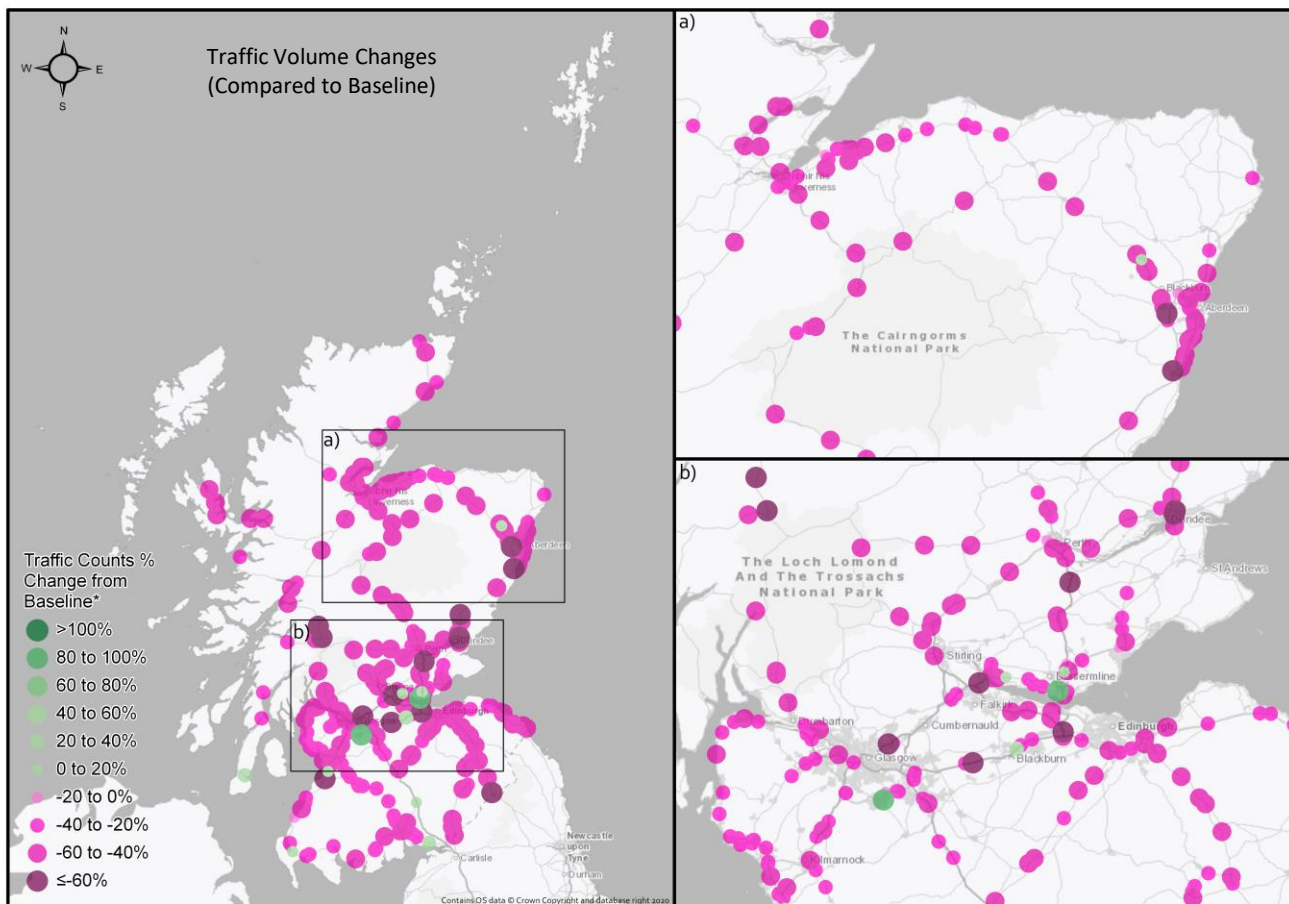 N
W
E
S
Traffic Volume Changes
(Compared to Baseline)
a)
Inverness
Aberdeen
b)
Dundee
Perth
Edinburgh
Carlisle
Newcastle
upon
Tyne
Durham
Traffic Counts %
Change from
Baseline*
>100%
80 to 100%
60 to 80%
40 to 60%
20 to 40%
0 to 20%
-20 to 0%
-40 to -20%
-60 to -40%
≤-60%
Contains OS data © Crown Copyright and database right 2020
a)
Inverness
Blackburn
Aberdeen
The Cairngorms
National Park
b)
Dundee
Perth
St Andrews
The Loch Lomond
And The Trossachs
National Park
Stirling
Dunfermline
Falkirk
Dumbarton
Cumbernauld
Edinburgh
Glasgow
Blackburn
Kilmarnock